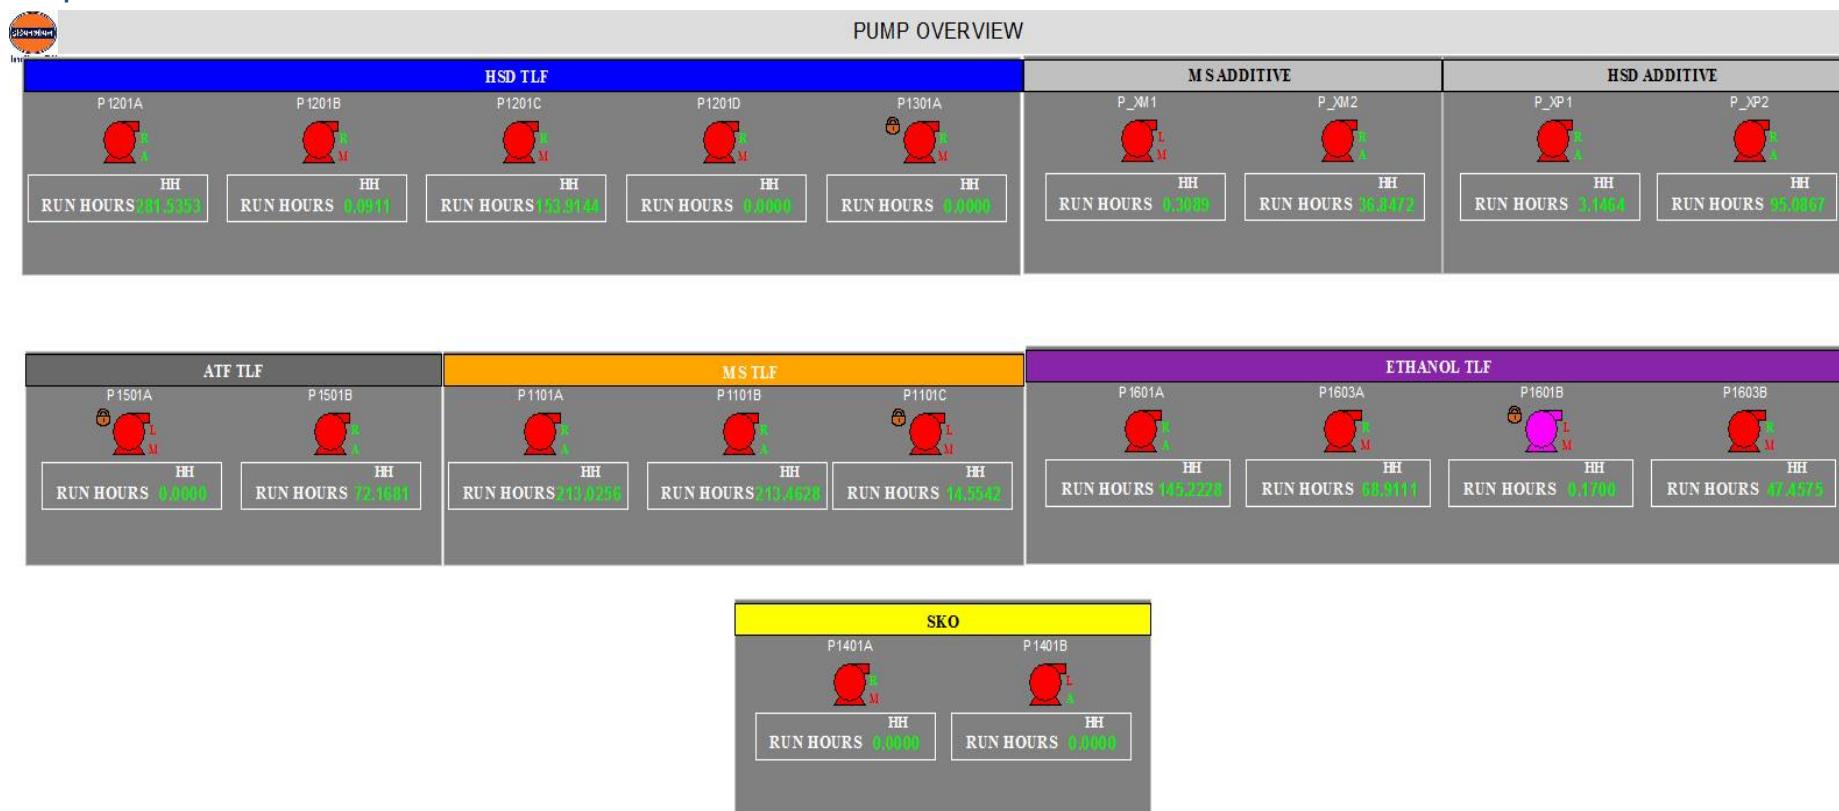 PUMP OVERVIEW
HSD TLF
P1201A P1201B P1201C P1201D P1301A
R R R R R
A M M M M
HH HH HH HH HH
RUN HOURS 281.5353 RUN HOURS 0.0911 RUN HOURS 153.9144 RUN HOURS 0.0000 RUN HOURS 0.0000
MS ADDITIVE
P_XM1 P_XM2
L R
M A
HH HH
RUN HOURS 0.3089 RUN HOURS 36.8472
HSD ADDITIVE
P_XP1 P_XP2
R R
A A
HH HH
RUN HOURS 3.1464 RUN HOURS 95.0867
ATF TLF
P1501A P1501B
L R
M A
HH HH
RUN HOURS 0.0000 RUN HOURS 72.1681
MS TLF
P1101A P1101B P1101C
R R L
A A M
HH HH HH
RUN HOURS 213.0256 RUN HOURS 213.4628 RUN HOURS 14.5542
ETHANOL TLF
P1601A P1603A P1601B P1603B
R R L R
A M M M
HH HH HH HH
RUN HOURS 145.2228 RUN HOURS 68.9111 RUN HOURS 0.1700 RUN HOURS 47.4575
SKO
P1401A P1401B
R L
M A
HH HH
RUN HOURS 0.0000 RUN HOURS 0.0000